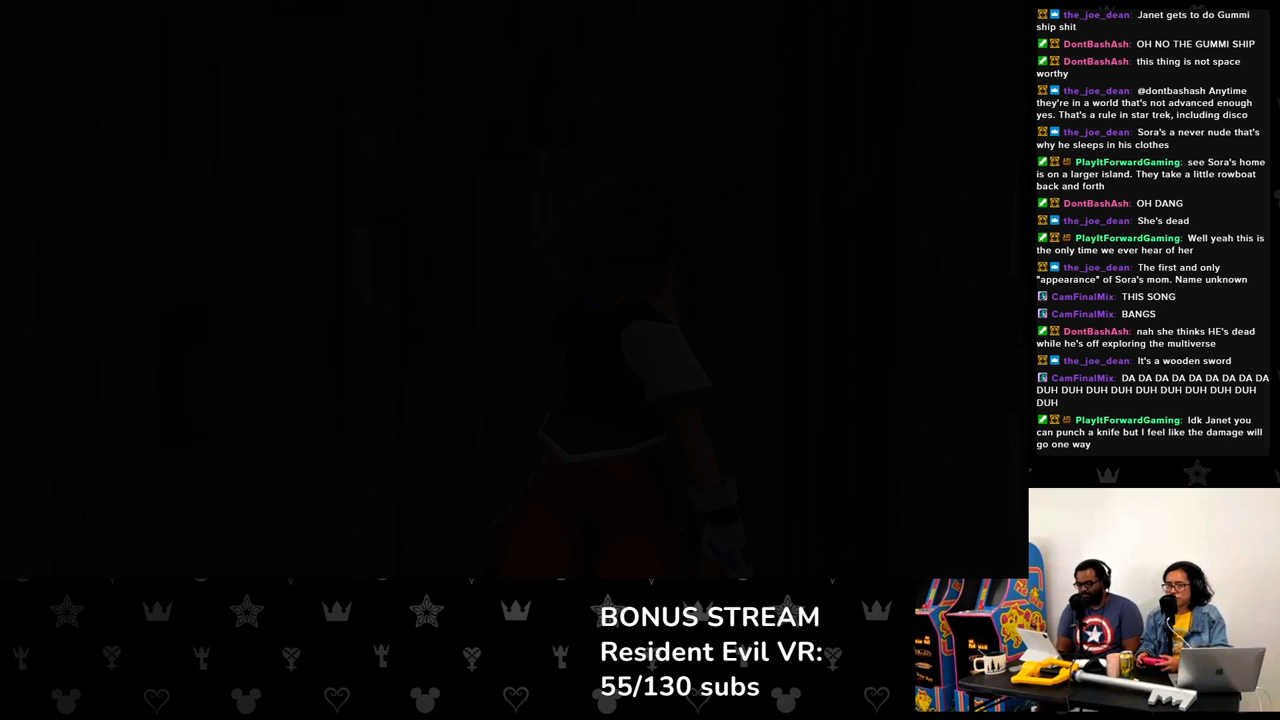 the_joe_dean: Janet gets to do Gummi
ship shit
DontBashAsh: OH NO THE GUMMI SHIP
DontBashAsh: this thing is not space
worthy
the_joe_dean: @dontbashash Anytime
they're in a world that's not advanced enough
yes. That's a rule in star trek, including disco
the_joe_dean: Sora's a never nude that's
why he sleeps in his clothes
PlayItForwardGaming: see Sora's home
is on a larger island. They take a little rowboat
back and forth
DontBashAsh: OH DANG
the_joe_dean: She's dead
PlayItForwardGaming: Well yeah this is
the only time we ever hear of her
the_joe_dean: The first and only
"appearance" of Sora's mom. Name unknown
CamFinalMix: THIS SONG
CamFinalMix: BANGS
DontBashAsh: nah she thinks HE's dead
while he's off exploring the multiverse
the_joe_dean: It's a wooden sword
CamFinalMix: DA DA DA DA DA DA DA DA DA
DUH DUH DUH DUH DUH DUH DUH DUH DUH
DUH
PlayItForwardGaming: Idk Janet you
can punch a knife but I feel like the damage will
go one way
BONUS STREAM
Resident Evil VR:
55/130 subs